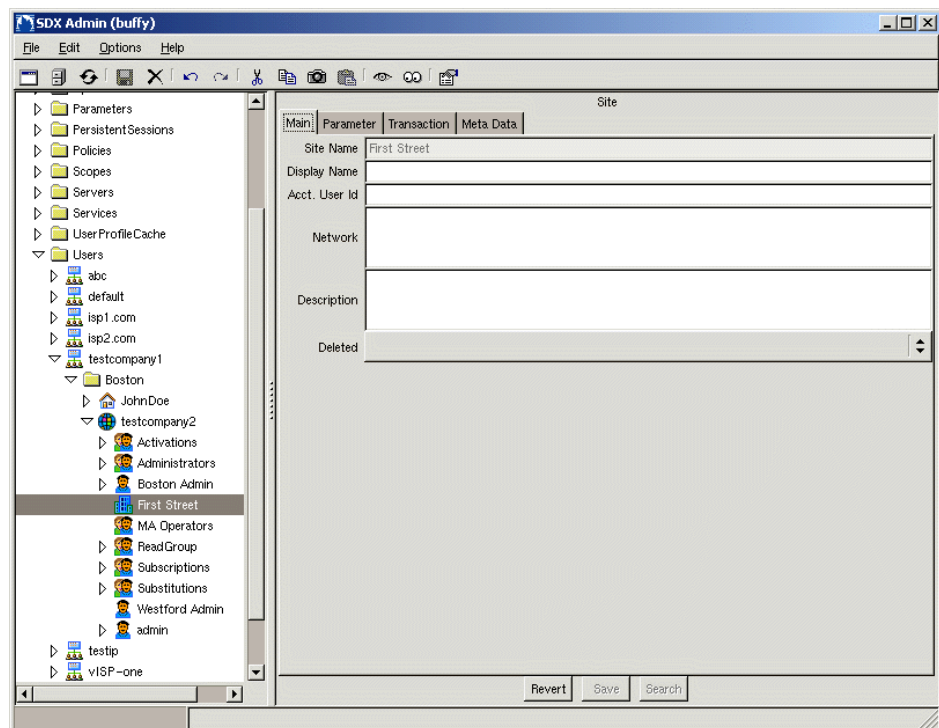 SDX Admin (buffy)
File Edit Options Help
Parameters
PersistentSessions
Policies
Scopes
Servers
Services
UserProfileCache
Users
abc
default
isp1.com
isp2.com
testcompany1
Boston
JohnDoe
testcompany2
Activations
Administrators
Boston Admin
First Street
MA Operators
ReadGroup
Subscriptions
Substitutions
Westford Admin
admin
testip
vISP-one
Site
Main Parameter Transaction Meta Data
Site Name First Street
Display Name
Acct. User Id
Network
Description
Deleted
Revert Save Search